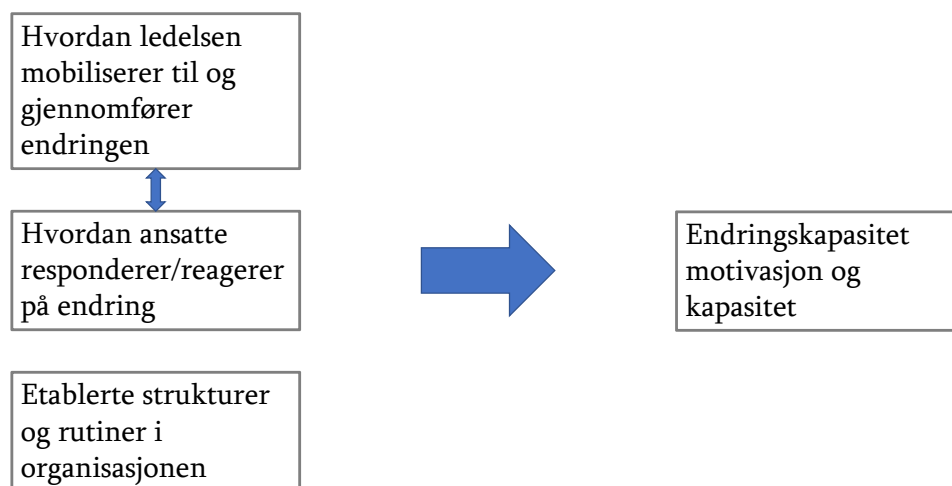 Hvordan ledelsen
mobiliserer til og
gjennomfører
endringen
Hvordan ansatte
responderer/reagerer
på endring
Etablerte strukturer
og rutiner i
organisasjonen
Endringskapasitet
motivasjon og
kapasitet